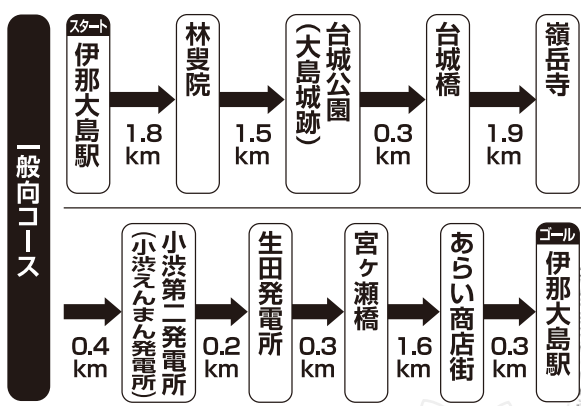 一般向コース
スタート
伊那大島駅
1.8
km
林叟院
1.5
km
台城公園
(大島城跡)
0.3
km
台城橋
1.9
km
嶺岳寺
0.4
km
小渋第二発電所
(小渋えんまん発電所)
0.2
km
生田発電所
0.3
km
宮ヶ瀬橋
1.6
km
あらい商店街
0.3
km
ゴール
伊那大島駅